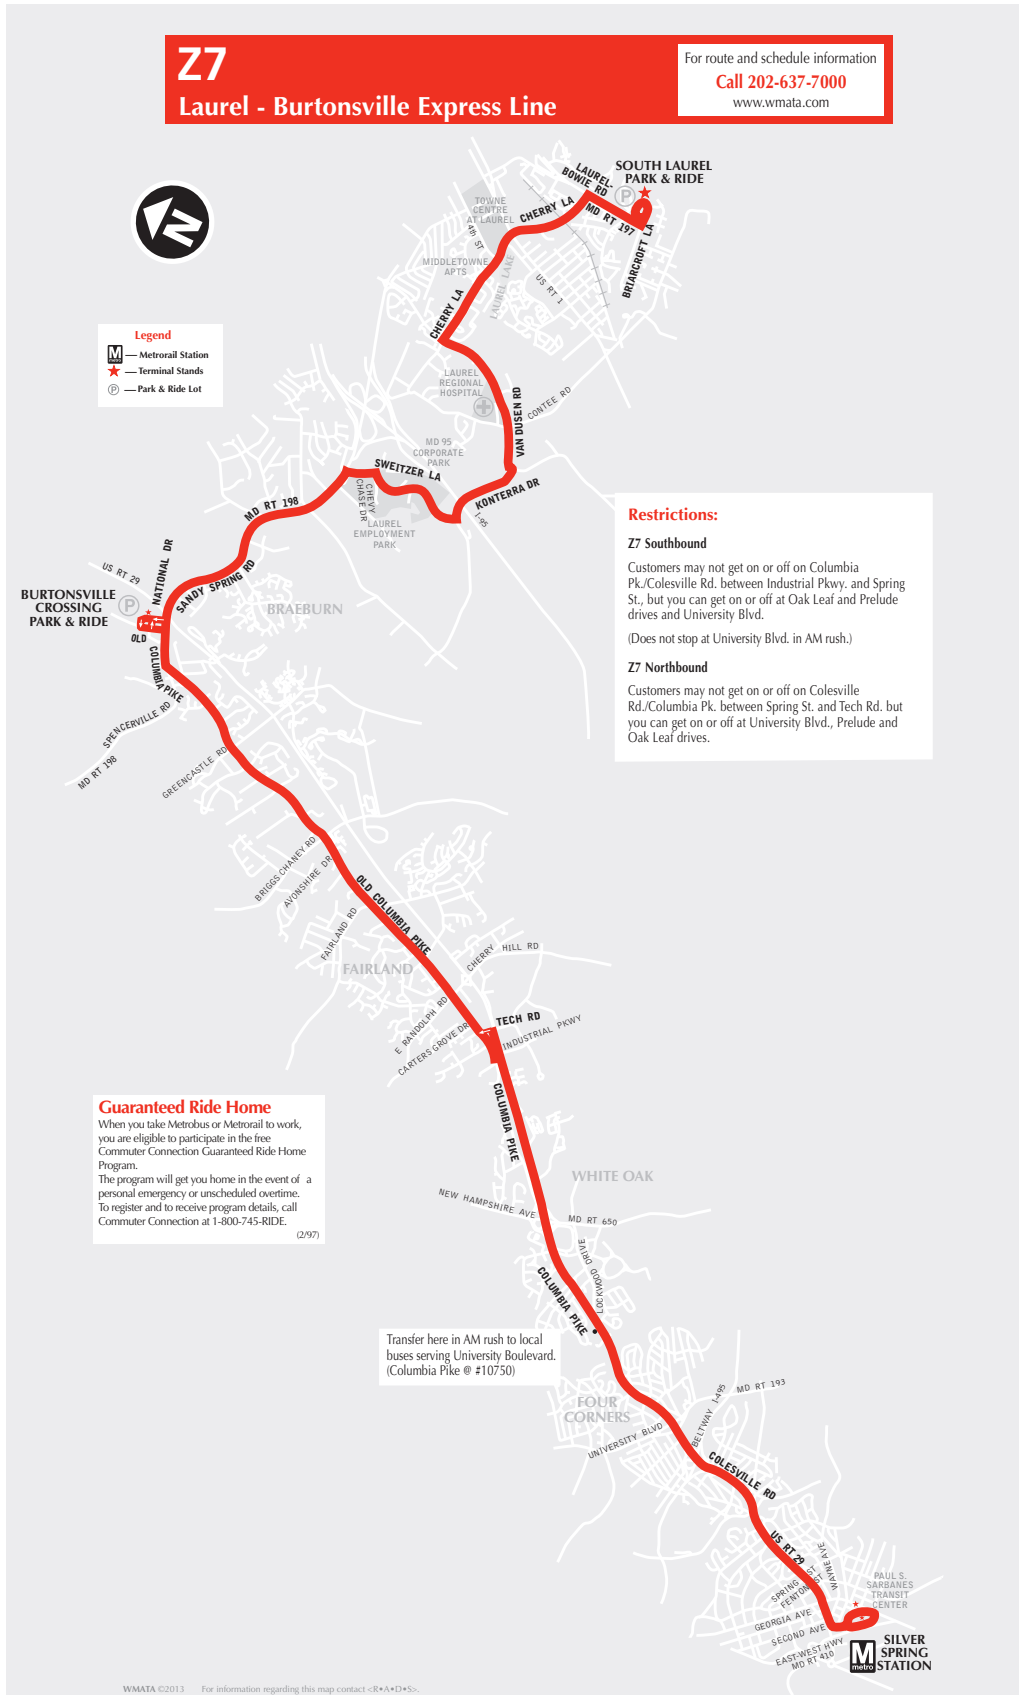 Z7
Laurel - Burtonsville Express Line
For route and schedule information
Call 202-637-7000
www.wmata.com
LAUREL-
BOWIE RD
SOUTH LAUREL
PARK & RIDE
P
TOWNE
CENTRE
AT LAUREL
CHERRY LA
MD RT 197
4th ST
BRIARCROFT LA
MIDDLETOWNE
APTS
LAUREL LAKE
US RT 1
CHERRY LA
N
Legend
M
metro
— Metrorail Station
— Terminal Stands
P
— Park & Ride Lot
LAUREL
REGIONAL
HOSPITAL
VAN DUSEN RD
CONTEE RD
MD 95
CORPORATE
PARK
SWEITZER LA
KONTERRA DR
I-95
CHEVY
CHASE DR
LAUREL
EMPLOYMENT
PARK
MD RT 198
NATIONAL DR
US RT 29
SANDY SPRING RD
BURTONSVILLE
CROSSING
PARK & RIDE
P
BRAEBURN
OLD
COLUMBIA
PIKE
SPENCERVILLE RD
MD RT 198
GREENCASTLE RD
Restrictions:
Z7 Southbound
Customers may not get on or off on Columbia
Pk./Colesville Rd. between Industrial Pkwy. and Spring
St., but you can get on or off at Oak Leaf and Prelude
drives and University Blvd.
(Does not stop at University Blvd. in AM rush.)
Z7 Northbound
Customers may not get on or off on Colesville
Rd./Columbia Pk. between Spring St. and Tech Rd. but
you can get on or off at University Blvd., Prelude and
Oak Leaf drives.
BRIGGS CHANEY RD
AVONSHIRE DR
OLD COLUMBIA PIKE
FAIRLAND RD
FAIRLAND
CHERRY HILL RD
E RANDOLPH RD
CARTERS GROVE DR
TECH RD
INDUSTRIAL PKWY
COLUMBIA PIKE
Guaranteed Ride Home
When you take Metrobus or Metrorail to work,
you are eligible to participate in the free
Commuter Connection Guaranteed Ride Home
Program.
The program will get you home in the event of a
personal emergency or unscheduled overtime.
To register and to receive program details, call
Commuter Connection at 1-800-745-RIDE.
(2/97)
WHITE OAK
NEW HAMPSHIRE AVE
MD RT 650
LOCKWOOD DRIVE
COLUMBIA PIKE
Transfer here in AM rush to local
buses serving University Boulevard.
(Columbia Pike @ #10750)
FOUR
CORNERS
UNIVERSITY BLVD
BELTWAY I-495
MD RT 193
COLESVILLE RD
US RT 29
WAYNE AVE
SPRING ST
FENTON ST
GEORGIA AVE
SECOND AVE
EAST-WEST HWY
MD RT 410
PAUL S.
SARBANES
TRANSIT
CENTER
M
metro
SILVER
SPRING
STATION
WMATA ©2013 For information regarding this map contact <R•A•D•S>.